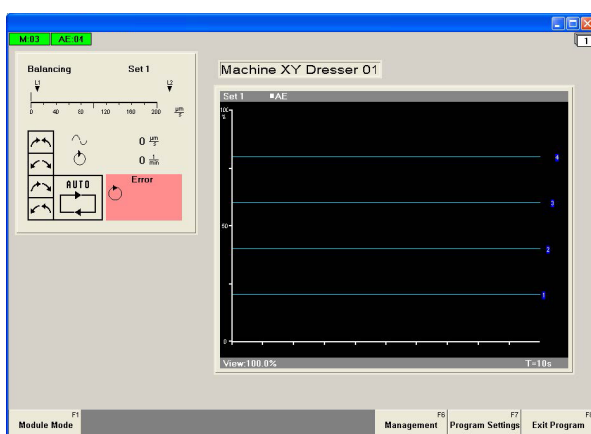 M:03 AE:04
1
Balancing Set 1
L1 L2
0 40 80 120 160 200 µm/s
0 µm/s
0 1/min
AUTO
Error
Machine XY Dresser 01
Set 1 ■AE
100
%
50
0
4
3
2
1
View:100.0% T=10s
F1 F6 F7 F8
Module Mode Management Program Settings Exit Program